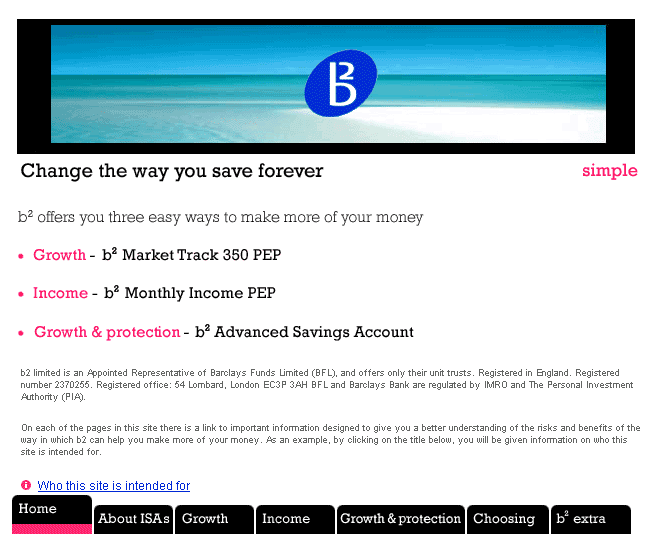 b²
Change the way you save forever
simple
b² offers you three easy ways to make more of your money
• Growth - b² Market Track 350 PEP
• Income - b² Monthly Income PEP
• Growth & protection - b² Advanced Savings Account
b2 limited is an Appointed Representative of Barclays Funds Limited (BFL), and offers only their unit trusts. Registered in England. Registered
number 2370255. Registered office: 54 Lombard, London EC3P 3AH BFL and Barclays Bank are regulated by IMRO and The Personal Investment
Authority (PIA).
On each of the pages in this site there is a link to important information designed to give you a better understanding of the risks and benefits of the
way in which b2 can help you make more of your money. As an example, by clicking on the title below, you will be given information on who this
site is intended for.
Who this site is intended for
Home
About ISAs
Growth
Income
Growth & protection
Choosing
b² extra